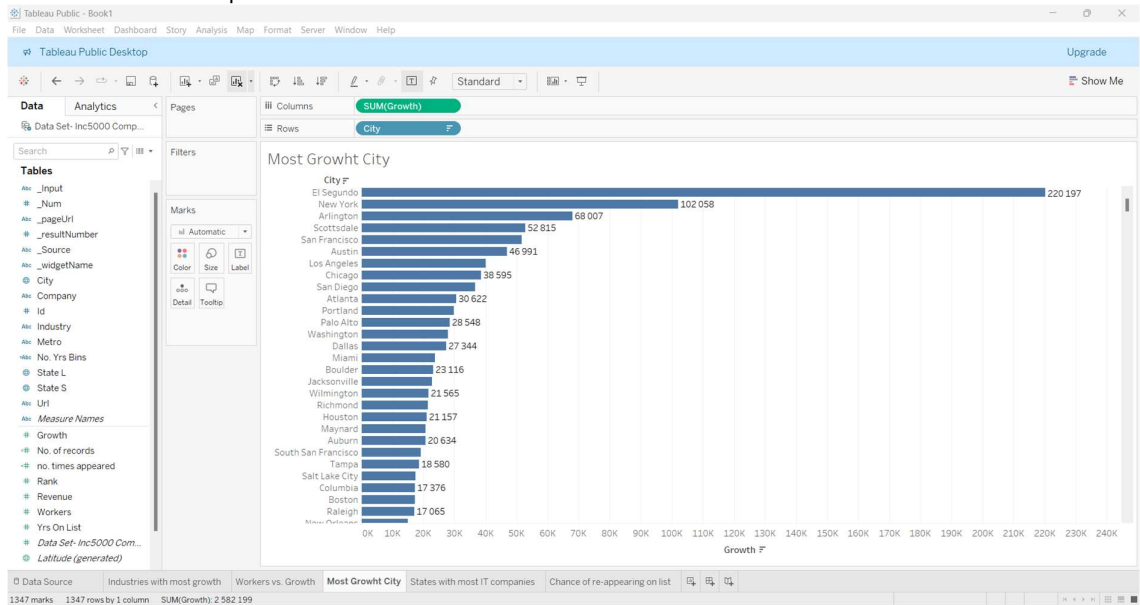 Tableau Public - Book1
File Data Worksheet Dashboard Story Analysis Map Format Server Window Help
Tableau Public Desktop Upgrade
Standard Show Me
Data Analytics Pages Columns SUM(Growth)
Data Set- Inc5000 Comp... Rows City
Search Filters
Tables
Abc _Input
# _Num
Abc _pageUrl
# _resultNumber
Abc _Source
Abc _widgetName
City
Abc Company
# Id
Abc Industry
Abc Metro
Abc No. Yrs Bins
State L
State S
Abc Url
Abc Measure Names
# Growth
# No. of records
# no. times appeared
# Rank
# Revenue
# Workers
# Yrs On List
# Data Set- Inc5000 Com...
Latitude (generated)
Marks
Automatic
Color Size Label
Detail Tooltip
Most Growht City
City
El Segundo 220 197
New York 102 058
Arlington 68 007
Scottsdale 52 815
San Francisco
Austin 46 991
Los Angeles
Chicago 38 595
San Diego
Atlanta 30 622
Portland
Palo Alto 28 548
Washington
Dallas 27 344
Miami
Boulder 23 116
Jacksonville
Wilmington 21 565
Richmond
Houston 21 157
Maynard
Auburn 20 634
South San Francisco
Tampa 18 580
Salt Lake City
Columbia 17 376
Boston
Raleigh 17 065
New Orleans
0K 10K 20K 30K 40K 50K 60K 70K 80K 90K 100K 110K 120K 130K 140K 150K 160K 170K 180K 190K 200K 210K 220K 230K 240K
Growth
Data Source Industries with most growth Workers vs. Growth Most Growht City States with most IT companies Chance of re-appearing on list
1347 marks 1347 rows by 1 column SUM(Growth): 2 582 199